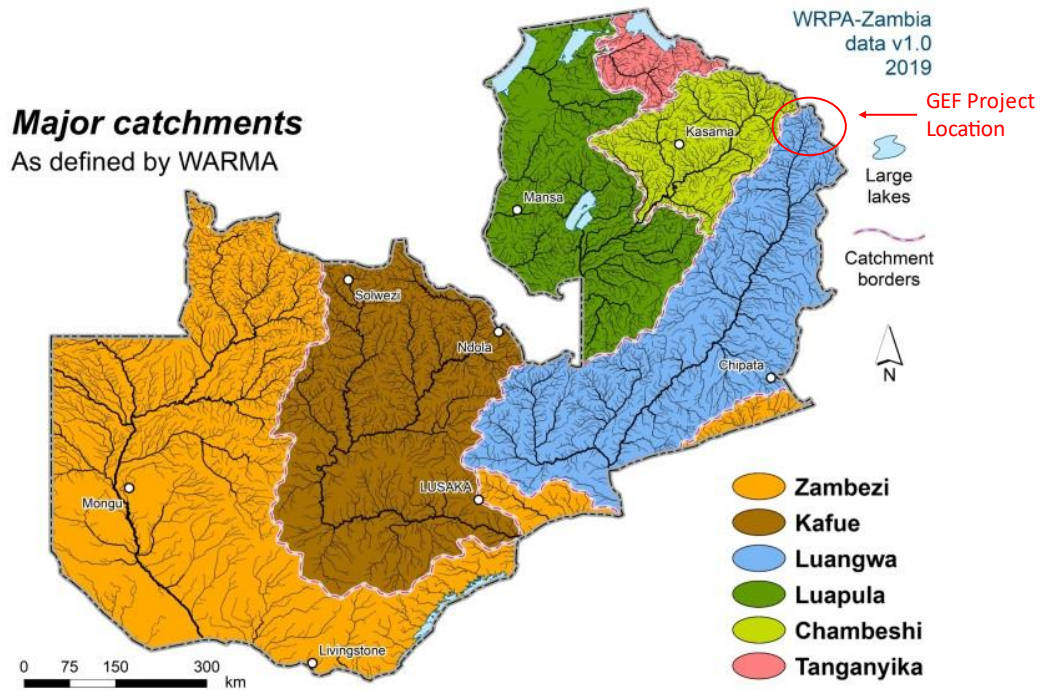 WRPA-Zambia
data v1.0
2019
Major catchments
As defined by WARMA
GEF Project
Location
Large
lakes
Catchment
borders
N
Kasama
Mansa
Solwezi
Ndola
Chipata
Mongu
LUSAKA
Livingstone
Zambezi
Kafue
Luangwa
Luapula
Chambeshi
Tanganyika
0 75 150 300
km